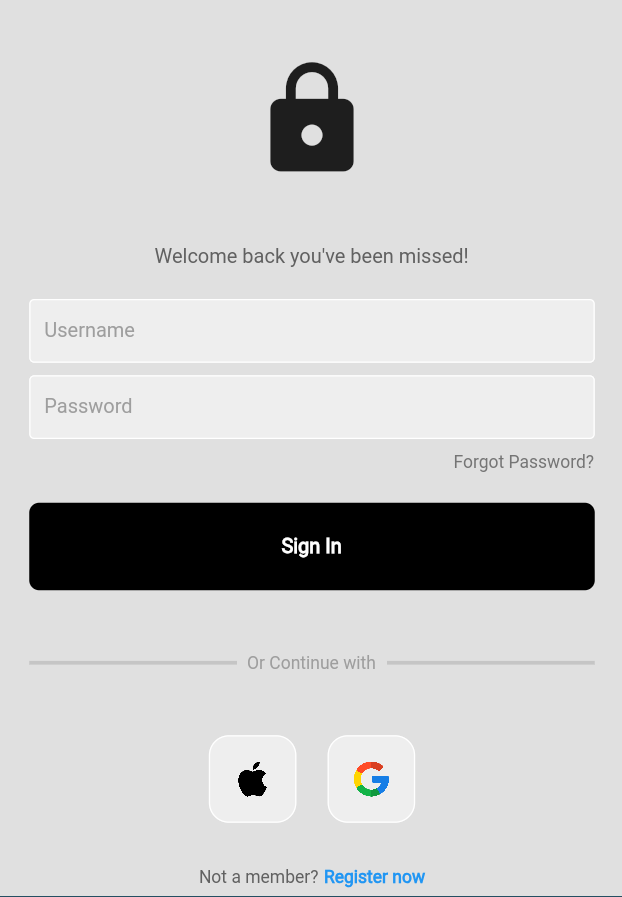 Welcome back you've been missed!
Username
Password
Forgot Password?
Sign In
Or Continue with
Not a member? Register now